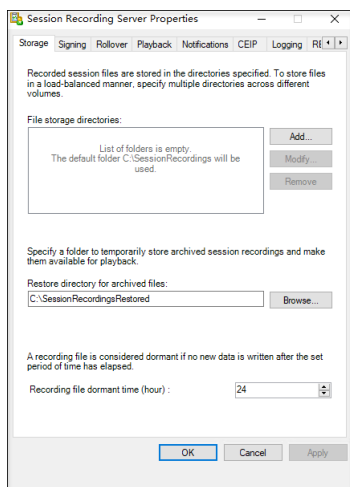 Session Recording Server Properties
Storage Signing Rollover Playback Notifications CEIP Logging
Recorded session files are stored in the directories specified. To store files
in a load-balanced manner, specify multiple directories across different
volumes.
File storage directories:
List of folders is empty.
The default folder C:\SessionRecordings will be
used.
Add...
Modify...
Remove
Specify a folder to temporarily store archived session recordings and make
them available for playback.
Restore directory for archived files:
C:\SessionRecordingsRestored
Browse...
A recording file is considered dormant if no new data is written after the set
period of time has elapsed.
Recording file dormant time (hour) :
24
OK Cancel Apply